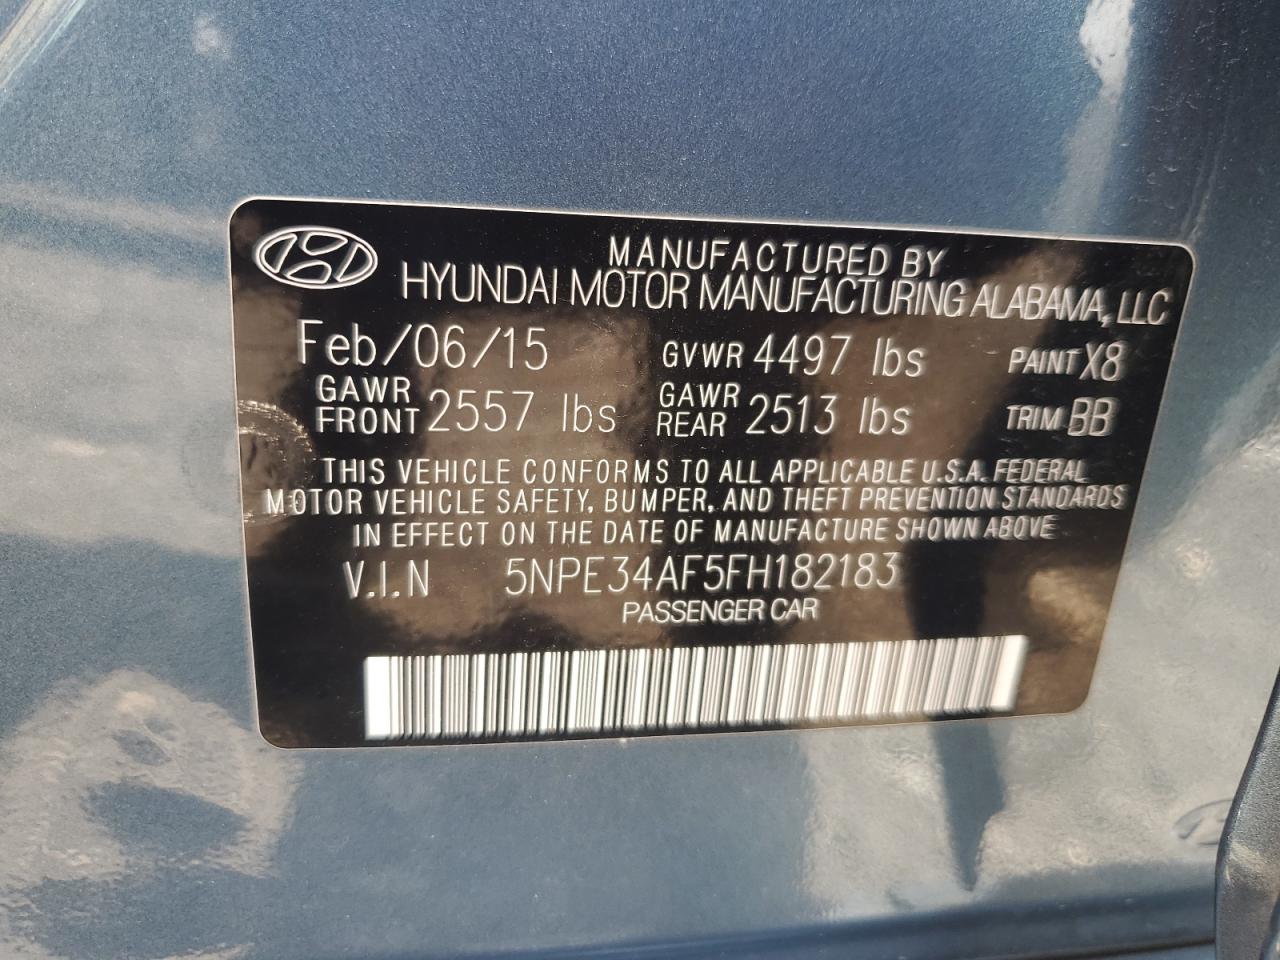 MANUFACTURED BY
HYUNDAI MOTOR MANUFACTURING ALABAMA, LLC
Feb/06/15 GVWR 4497 lbs PAINT X8
GAWR FRONT 2557 lbs GAWR REAR 2513 lbs TRIM BB
THIS VEHICLE CONFORMS TO ALL APPLICABLE U.S.A. FEDERAL
MOTOR VEHICLE SAFETY, BUMPER, AND THEFT PREVENTION STANDARDS
IN EFFECT ON THE DATE OF MANUFACTURE SHOWN ABOVE
V.I.N 5NPE34AF5FH182183
PASSENGER CAR